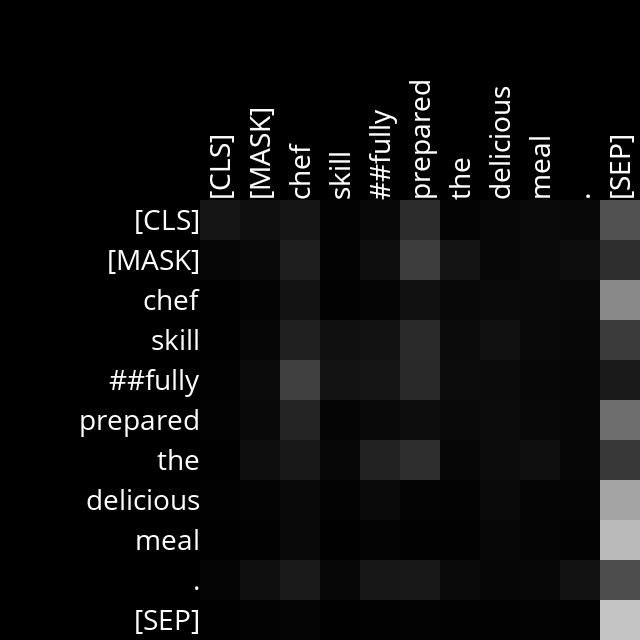 [CLS] [MASK] chef skill ##fully prepared the delicious meal . [SEP]
[CLS]
[MASK]
chef
skill
##fully
prepared
the
delicious
meal
.
[SEP]